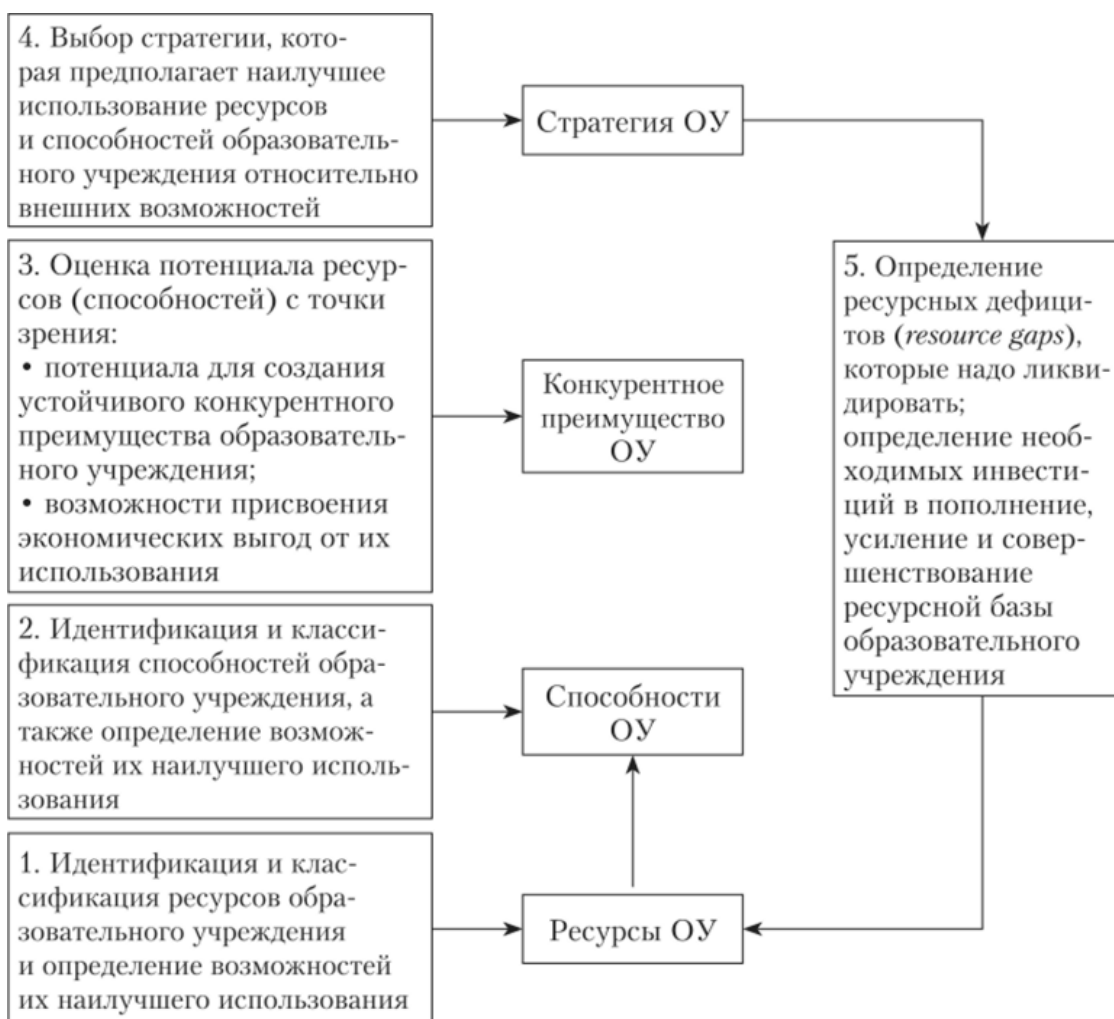 4. Выбор стратегии, кото-
рая предполагает наилучшее
использование ресурсов
и способностей образователь-
ного учреждения относительно
внешних возможностей
Стратегия ОУ
3. Оценка потенциала ресур-
сов (способностей) с точки
зрения:
• потенциала для создания
устойчивого конкурентного
преимущества образователь-
ного учреждения;
• возможности присвоения
экономических выгод от их
использования
Конкурентное
преимущество
ОУ
5. Определение
ресурсных дефици-
тов (resource gaps),
которые надо ликви-
дировать;
определение необ-
ходимых инвести-
ций в пополнение,
усиление и совер-
шенствование
ресурсной базы
образовательного
учреждения
2. Идентификация и класси-
фикация способностей обра-
зовательного учреждения, а
также определение возмож-
ностей их наилучшего исполь-
зования
Способности
ОУ
1. Идентификация и клас-
сификация ресурсов обра-
зовательного учреждения
и определение возможностей
их наилучшего использования
Ресурсы ОУ